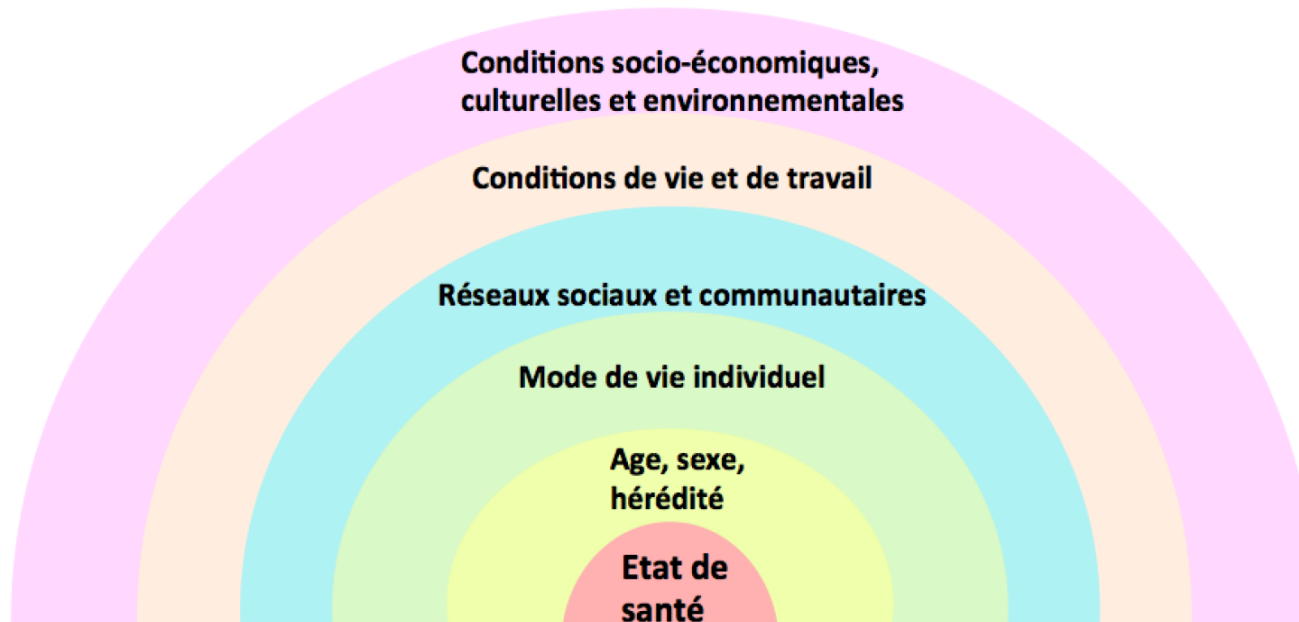 Conditions socio-économiques,
culturelles et environnementales
Conditions de vie et de travail
Réseaux sociaux et communautaires
Mode de vie individuel
Age, sexe,
hérédité
Etat de
santé